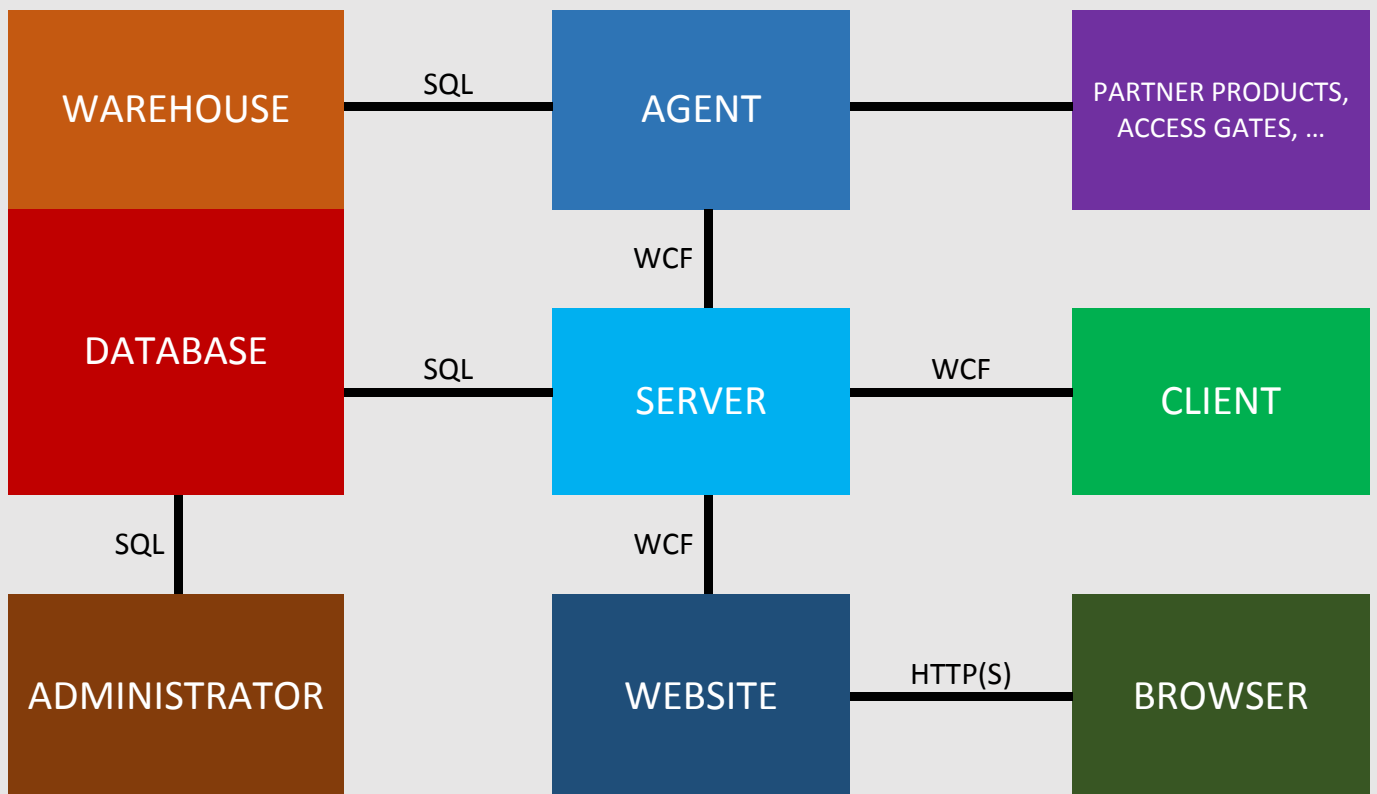 WAREHOUSE
SQL
AGENT
PARTNER PRODUCTS,
ACCESS GATES, ...
WCF
DATABASE
SQL
SERVER
WCF
CLIENT
SQL
WCF
ADMINISTRATOR
WEBSITE
HTTP(S)
BROWSER